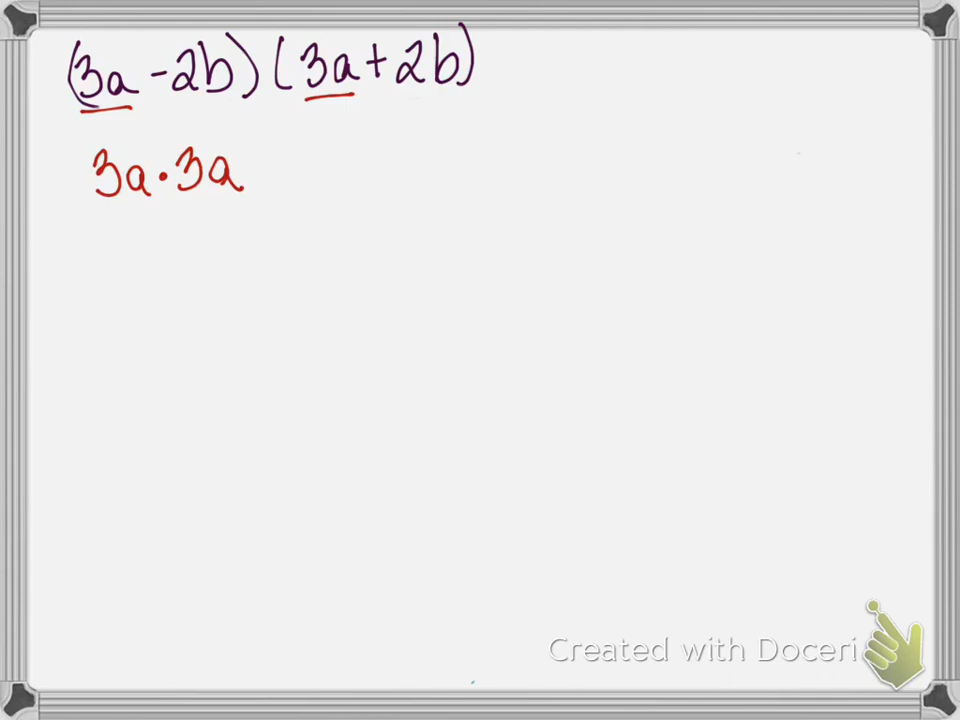 (3a - 2b) (3a + 2b)
3a · 3a
Created with Doceri